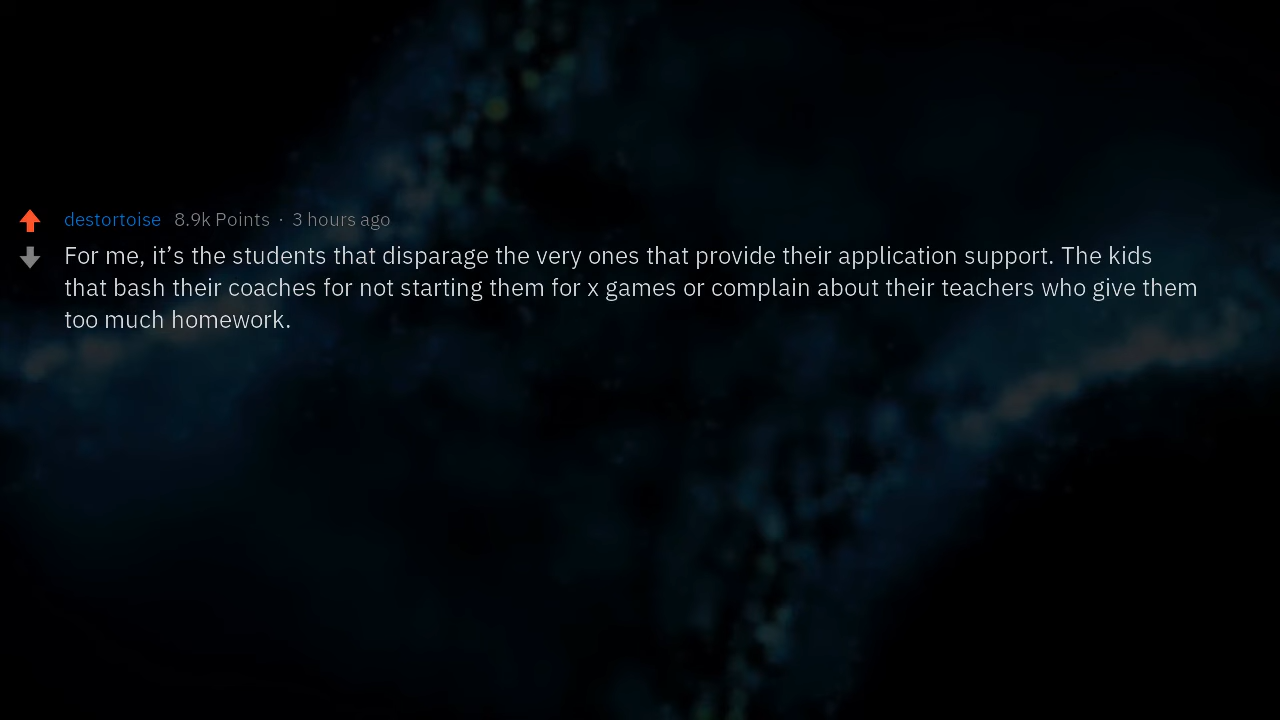 destortoise 8.9k Points · 3 hours ago
For me, it’s the students that disparage the very ones that provide their application support. The kids
that bash their coaches for not starting them for x games or complain about their teachers who give them
too much homework.